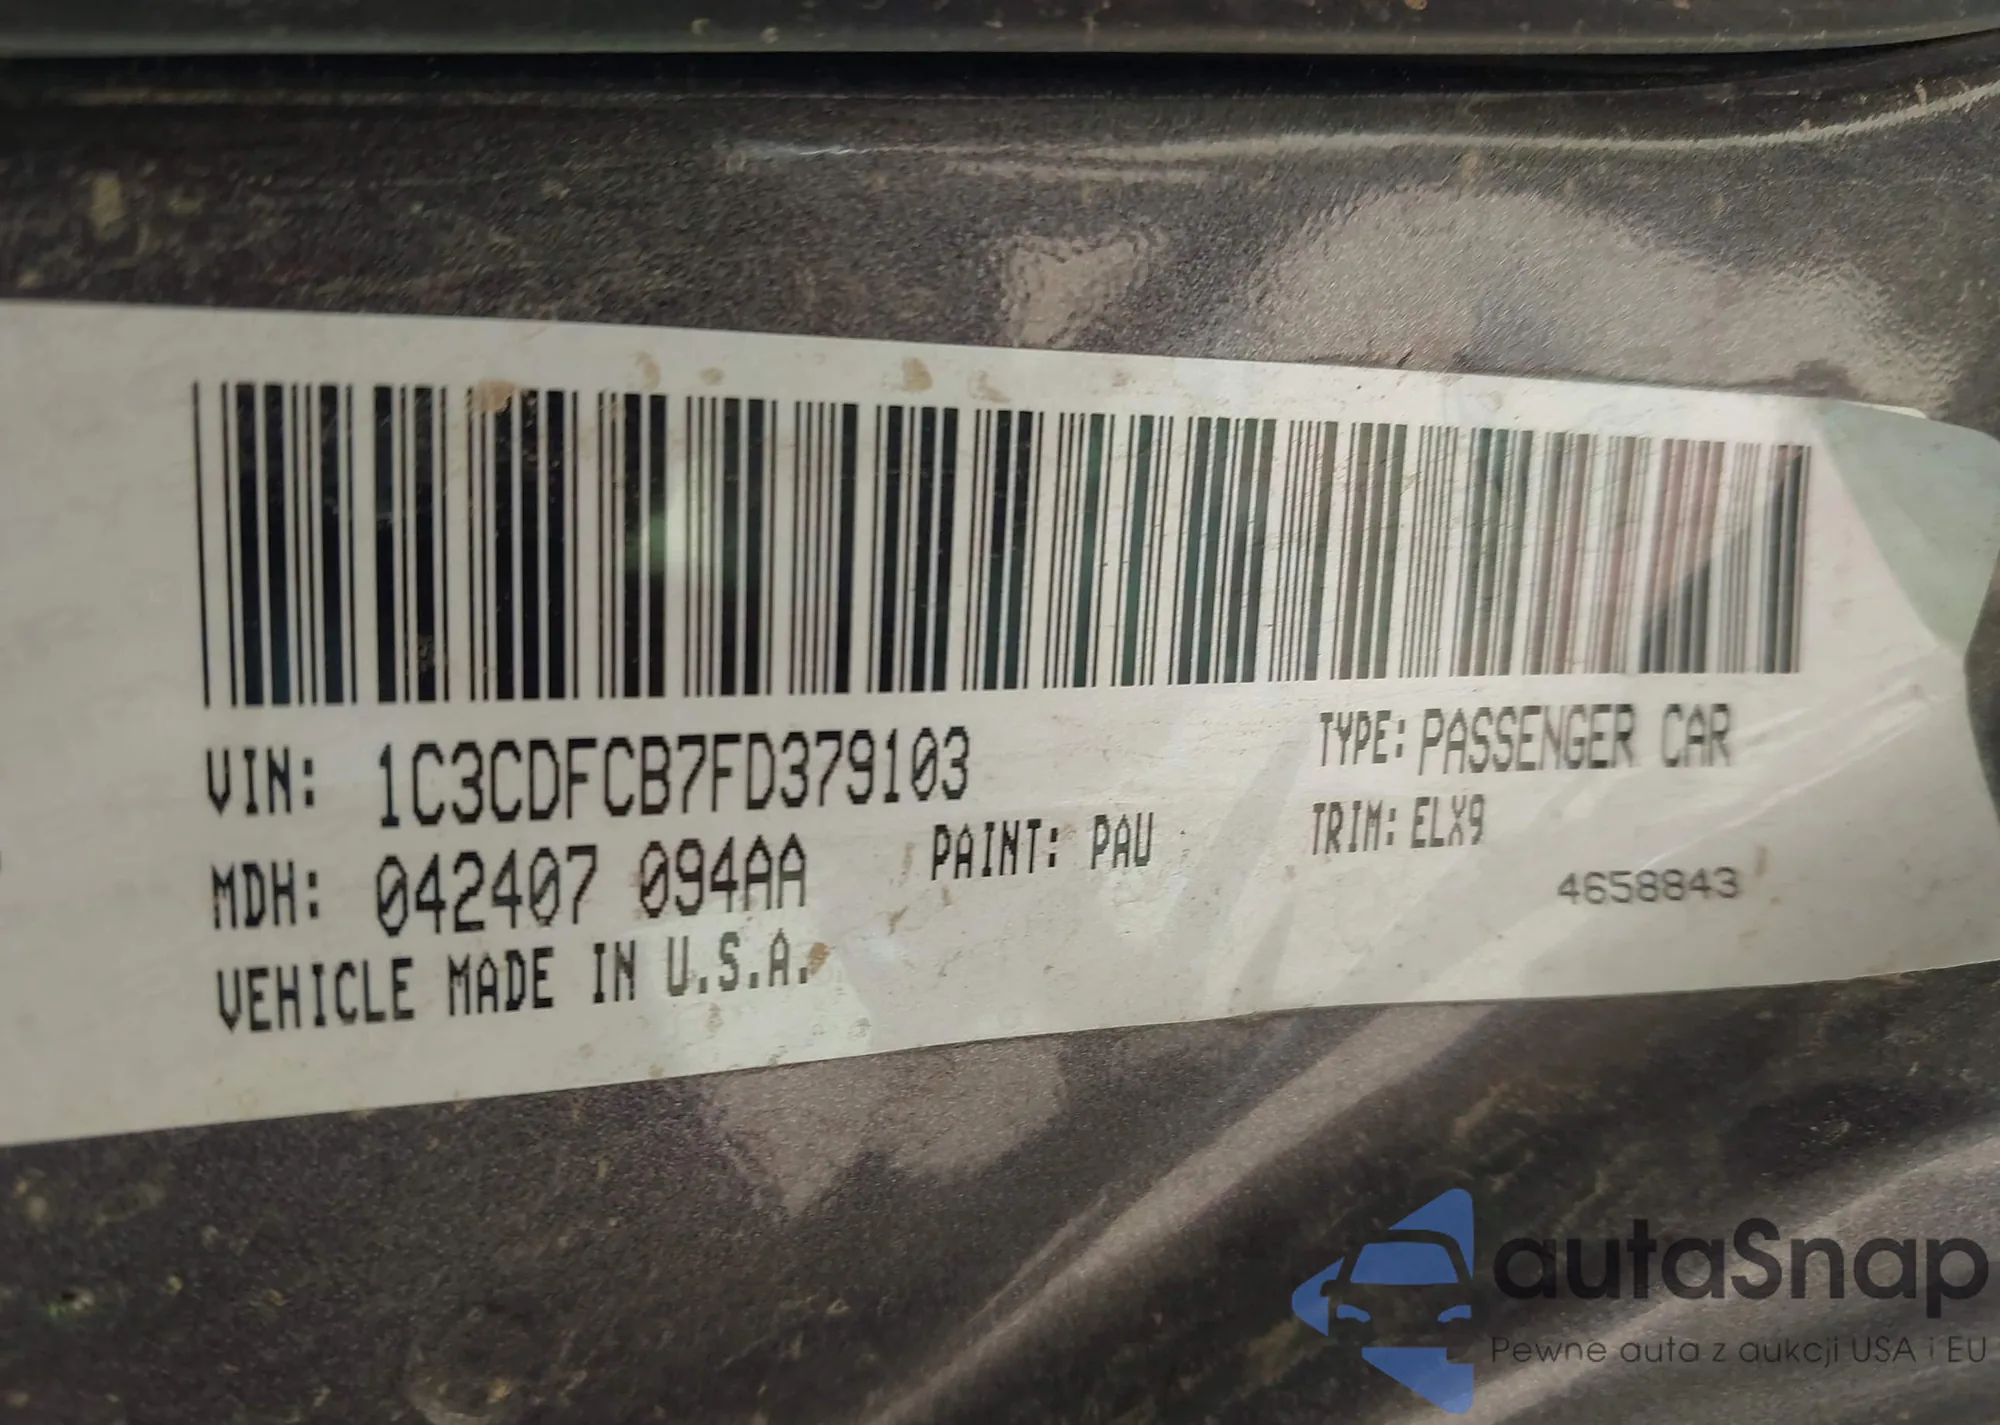 VIN: 1C3CDFCB7FD379103
TYPE: PASSENGER CAR
MDH: 042407 094AA
PAINT: PAU
TRIM: ELX9
4658843
VEHICLE MADE IN U.S.A.
autaSnap
Pewne auta z aukcji USA i EU